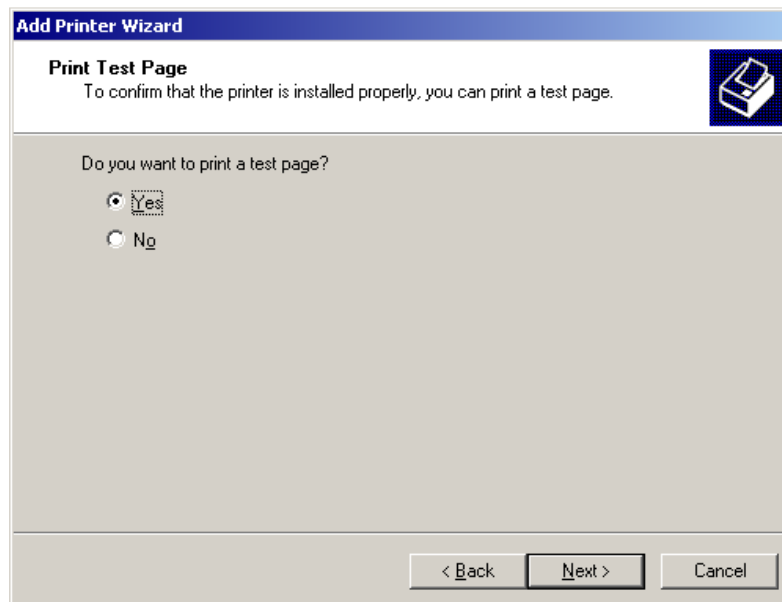 Add Printer Wizard
Print Test Page
To confirm that the printer is installed properly, you can print a test page.
Do you want to print a test page?
Yes
No
< Back Next > Cancel